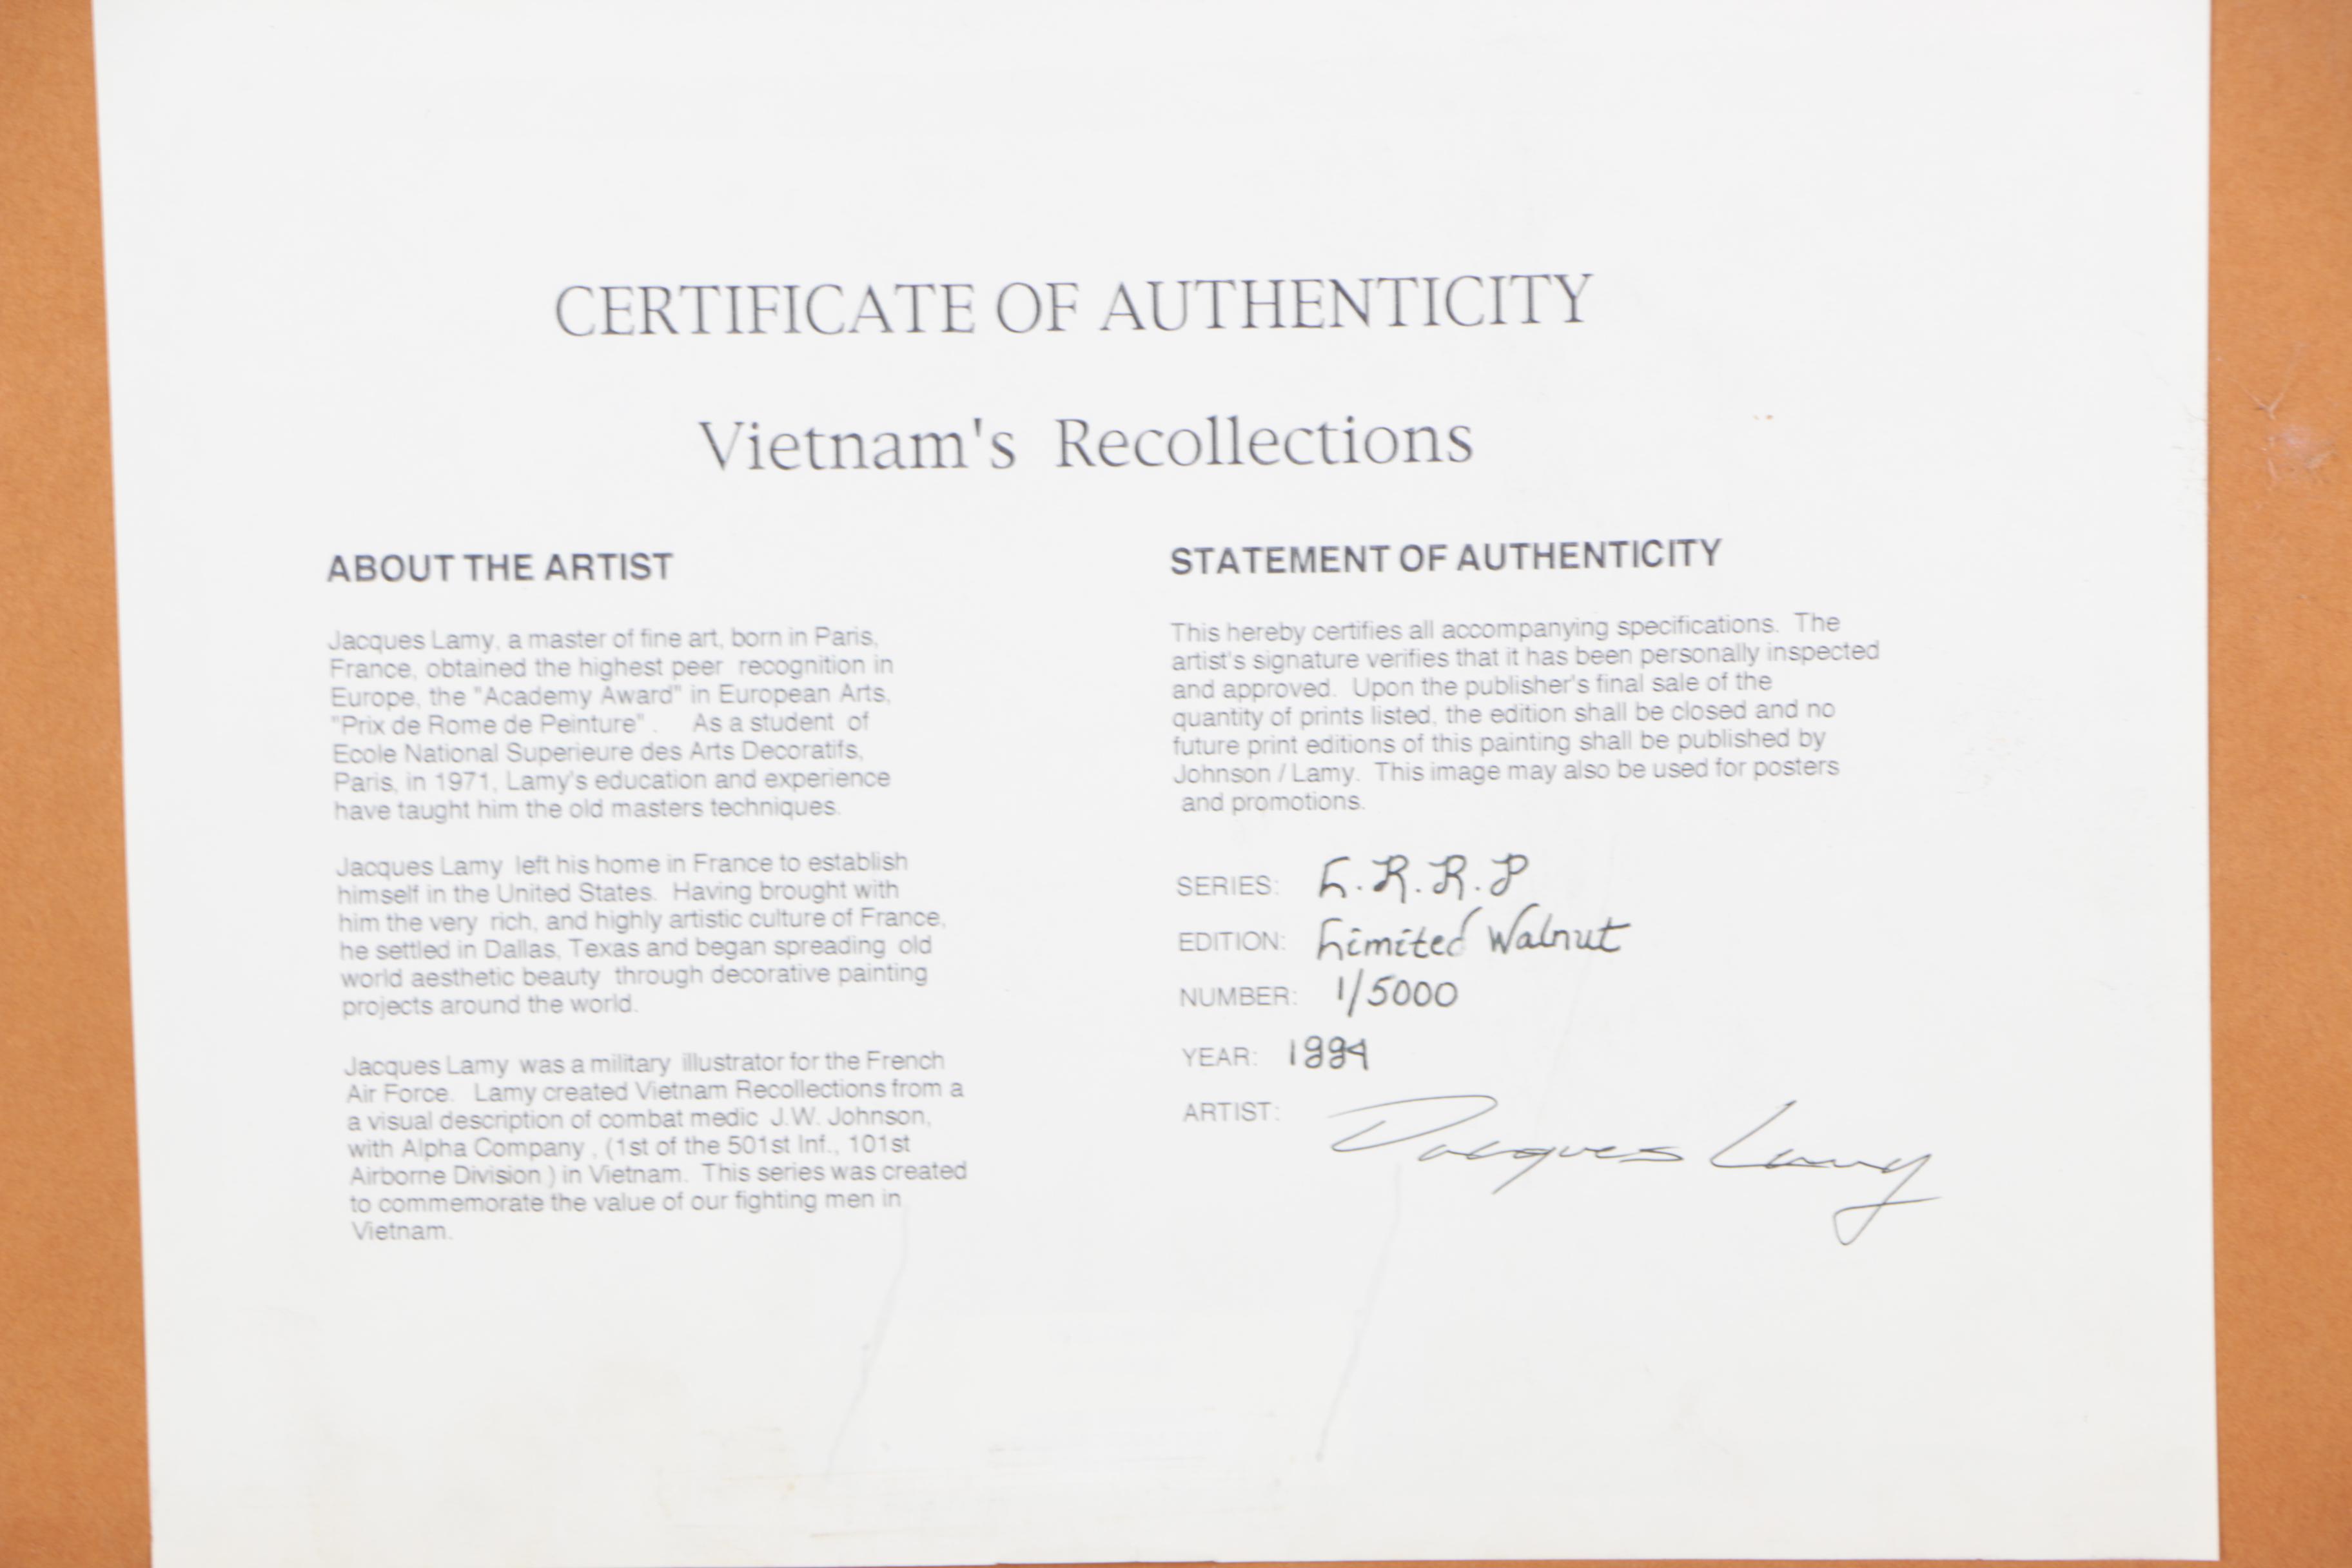 CERTIFICATE OF AUTHENTICITY
Vietnam's Recollections
ABOUT THE ARTIST
Jacques Lamy, a master of fine art, born in Paris,
France, obtained the highest peer recognition in
Europe, the "Academy Award" in European Arts,
"Prix de Rome de Peinture". As a student of
Ecole National Superieure des Arts Decoratifs,
Paris, in 1971, Lamy's education and experience
have taught him the old masters techniques.
Jacques Lamy left his home in France to establish
himself in the United States. Having brought with
him the very rich, and highly artistic culture of France,
he settled in Dallas, Texas and began spreading old
world aesthetic beauty through decorative painting
projects around the world.
Jacques Lamy was a military illustrator for the French
Air Force. Lamy created Vietnam Recollections from a
a visual description of combat medic J.W. Johnson,
with Alpha Company , (1st of the 501st Inf., 101st
Airborne Division ) in Vietnam. This series was created
to commemorate the value of our fighting men in
Vietnam.
STATEMENT OF AUTHENTICITY
This hereby certifies all accompanying specifications. The
artist's signature verifies that it has been personally inspected
and approved. Upon the publisher's final sale of the
quantity of prints listed, the edition shall be closed and no
future print editions of this painting shall be published by
Johnson / Lamy. This image may also be used for posters
and promotions.
SERIES: L.R.R.P
EDITION: Limited Walnut
NUMBER: 1/5000
YEAR: 1994
ARTIST: Jacques Lamy